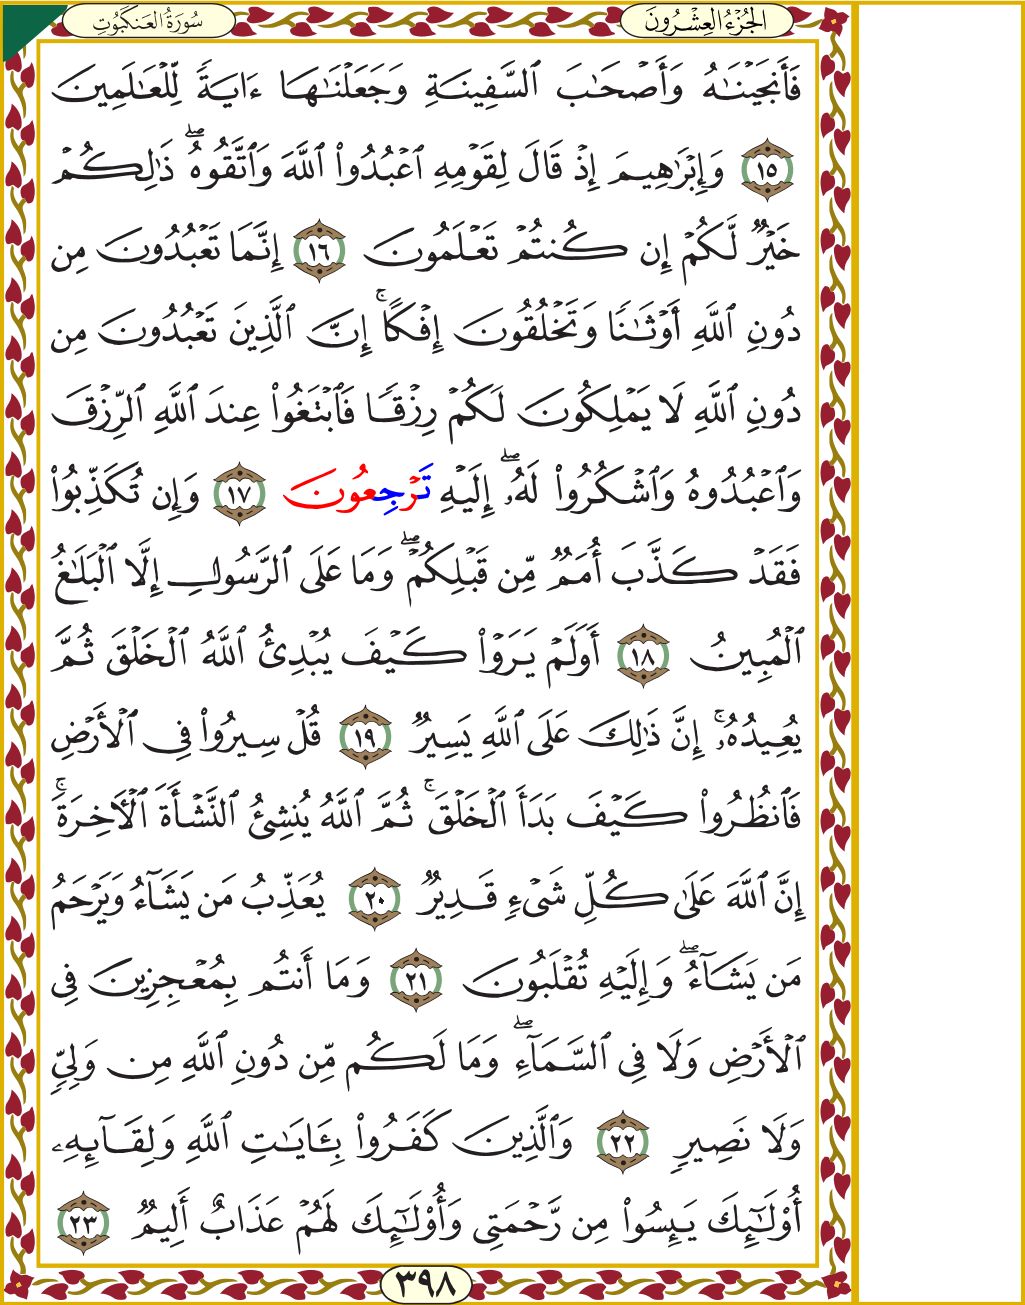 سُورَةُ العَنكَبُوتِ
الجُزْءُ العِشْرُونَ
فَأَنجَيْنَٰهُ وَأَصْحَٰبَ ٱلسَّفِينَةِ وَجَعَلْنَٰهَآ ءَايَةً لِّلْعَٰلَمِينَ
١٥ وَإِبْرَٰهِيمَ إِذْ قَالَ لِقَوْمِهِ ٱعْبُدُوا۟ ٱللَّهَ وَٱتَّقُوهُ ۖ ذَٰلِكُمْ
خَيْرٌ لَّكُمْ إِن كُنتُمْ تَعْلَمُونَ ١٦ إِنَّمَا تَعْبُدُونَ مِن
دُونِ ٱللَّهِ أَوْثَٰنًا وَتَخْلُقُونَ إِفْكًا ۚ إِنَّ ٱلَّذِينَ تَعْبُدُونَ مِن
دُونِ ٱللَّهِ لَا يَمْلِكُونَ لَكُمْ رِزْقًا فَٱبْتَغُوا۟ عِندَ ٱللَّهِ ٱلرِّزْقَ
وَٱعْبُدُوهُ وَٱشْكُرُوا۟ لَهُۥٓ ۖ إِلَيْهِ تَرْجِعُونَ ١٧ وَإِن تُكَذِّبُوا۟
فَقَدْ كَذَّبَ أُمَمٌ مِّن قَبْلِكُمْ ۖ وَمَا عَلَى ٱلرَّسُولِ إِلَّا ٱلْبَلَٰغُ
ٱلْمُبِينُ ١٨ أَوَلَمْ يَرَوْا۟ كَيْفَ يُبْدِئُ ٱللَّهُ ٱلْخَلْقَ ثُمَّ
يُعِيدُهُۥٓ ۚ إِنَّ ذَٰلِكَ عَلَى ٱللَّهِ يَسِيرٌ ١٩ قُلْ سِيرُوا۟ فِى ٱلْأَرْضِ
فَٱنظُرُوا۟ كَيْفَ بَدَأَ ٱلْخَلْقَ ۚ ثُمَّ ٱللَّهُ يُنشِئُ ٱلنَّشْأَةَ ٱلْـَٔاخِرَةَ ۚ
إِنَّ ٱللَّهَ عَلَىٰ كُلِّ شَىْءٍ قَدِيرٌ ٢٠ يُعَذِّبُ مَن يَشَآءُ وَيَرْحَمُ
مَن يَشَآءُ ۖ وَإِلَيْهِ تُقْلَبُونَ ٢١ وَمَآ أَنتُم بِمُعْجِزِينَ فِى
ٱلْأَرْضِ وَلَا فِى ٱلسَّمَآءِ ۖ وَمَا لَكُم مِّن دُونِ ٱللَّهِ مِن وَلِىٍّ
وَلَا نَصِيرٍ ٢٢ وَٱلَّذِينَ كَفَرُوا۟ بِـَٔايَٰتِ ٱللَّهِ وَلِقَآئِهِۦٓ
أُو۟لَٰٓئِكَ يَئِسُوا۟ مِن رَّحْمَتِى وَأُو۟لَٰٓئِكَ لَهُمْ عَذَابٌ أَلِيمٌ ٢٣
٣٩٨